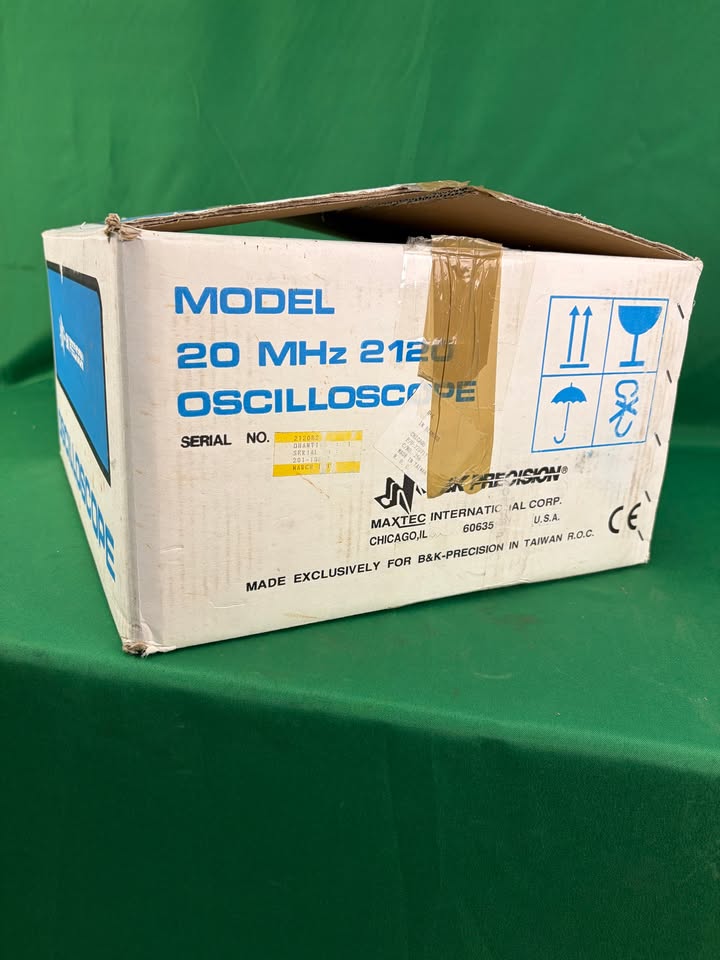 MODEL
20 MHz 2120
OSCILLOSCOPE
SERIAL NO.
B&K PRECISION®
MAXTEC INTERNATIONAL CORP.
CHICAGO, IL 60635 U.S.A.
CE
MADE EXCLUSIVELY FOR B&K-PRECISION IN TAIWAN R.O.C.
OSCILLOSCOPE